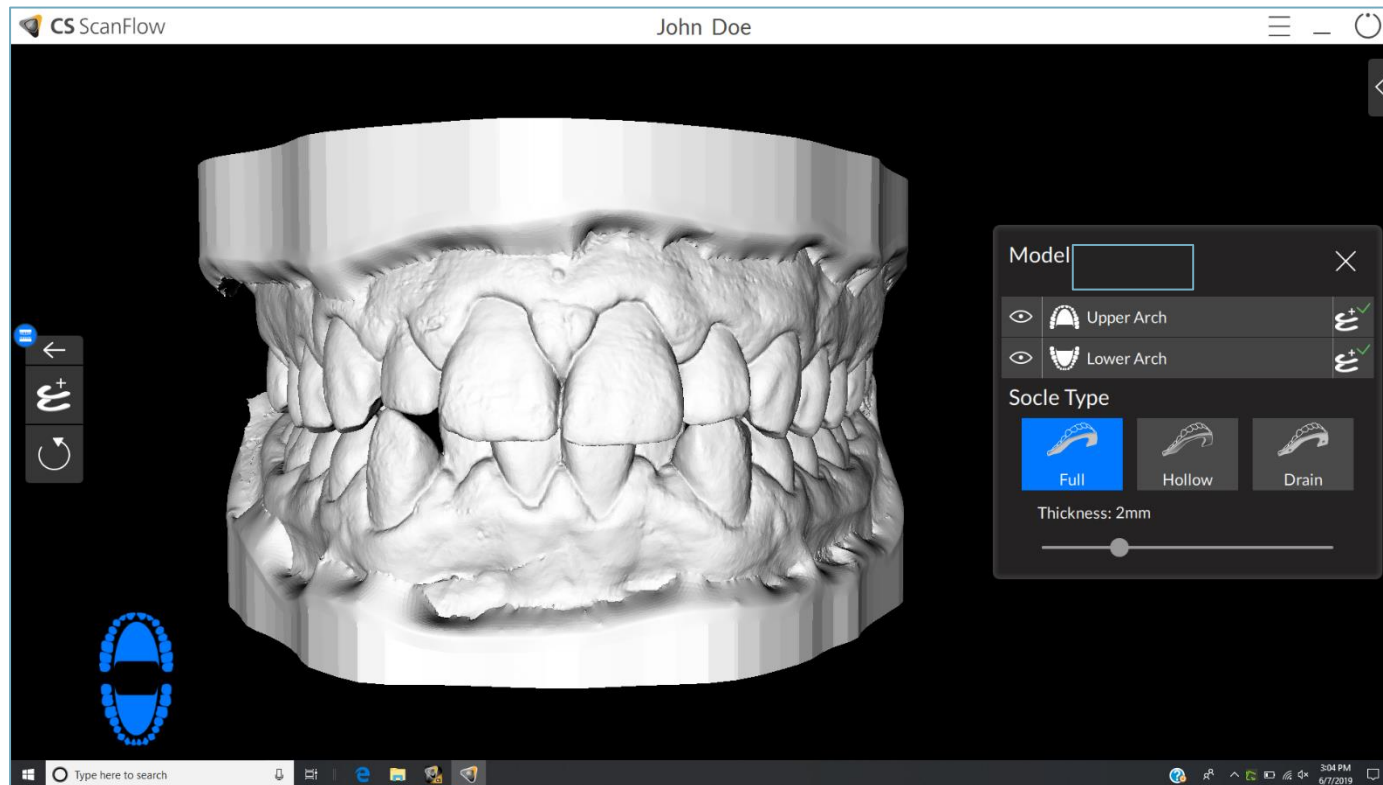 CS ScanFlow
John Doe
Model
Upper Arch
Lower Arch
Socle Type
Full
Hollow
Drain
Thickness: 2mm
Type here to search
3:04 PM
6/7/2019